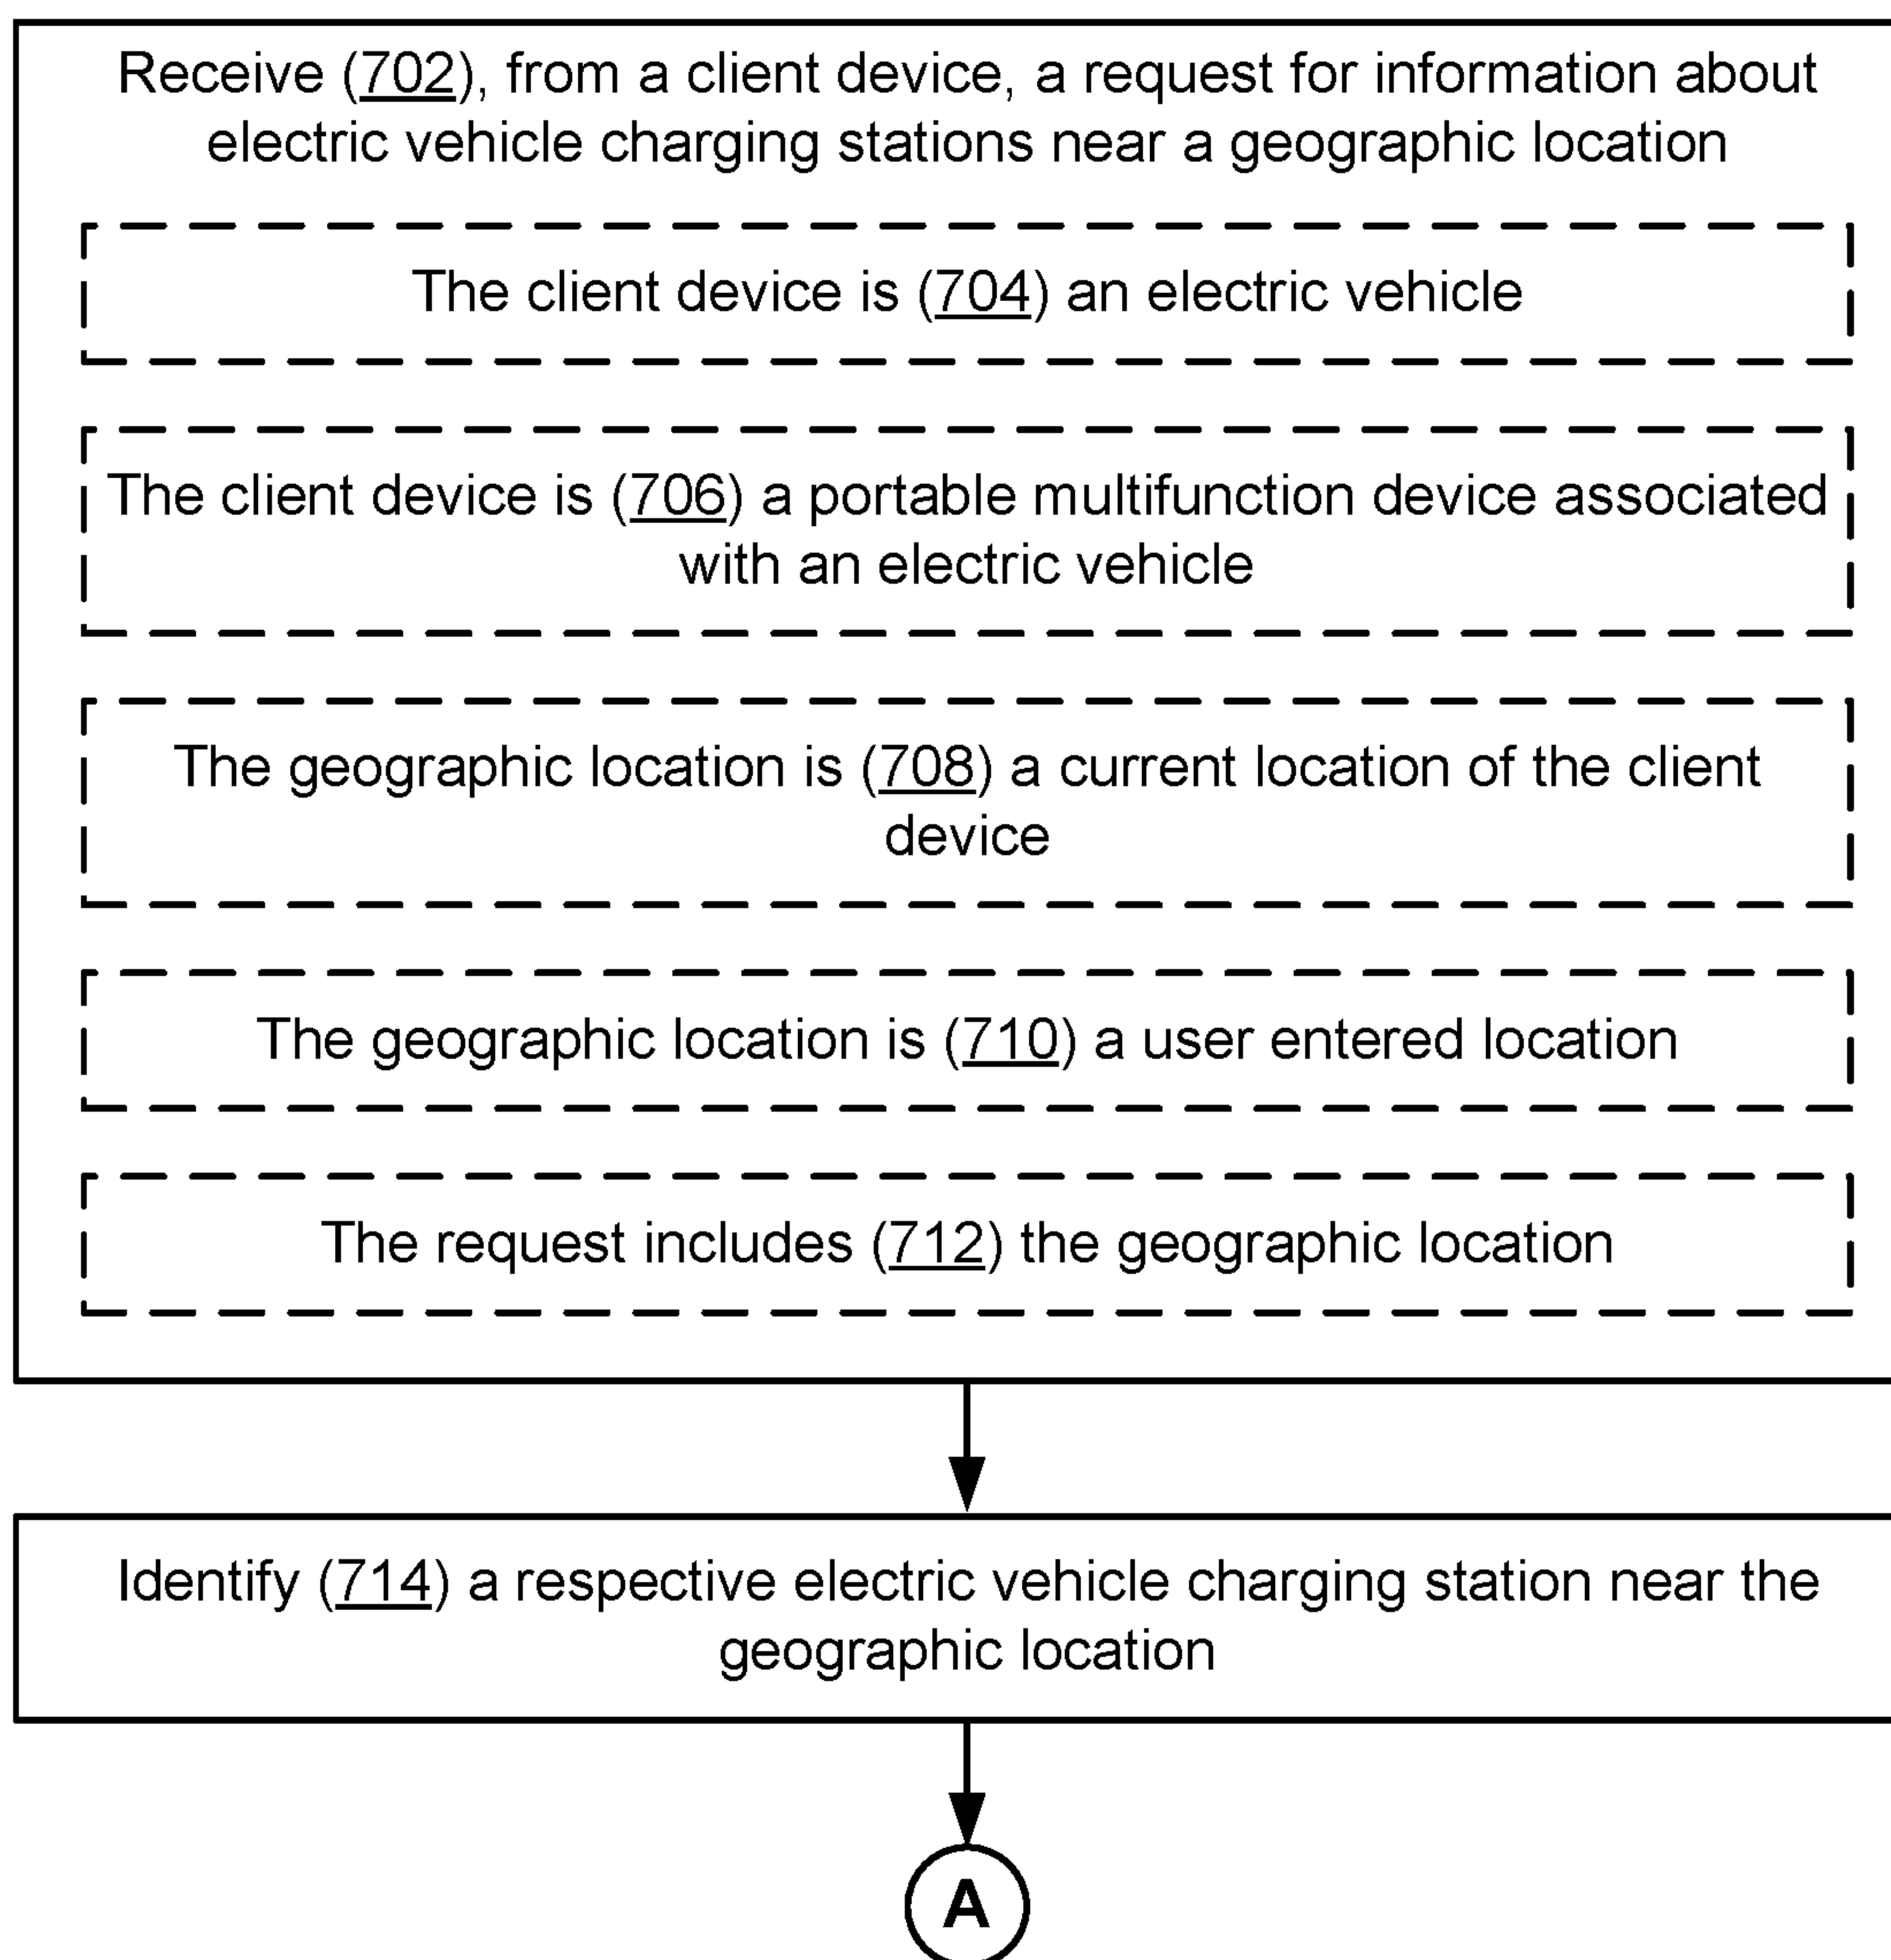 Receive (702), from a client device, a request for information about
electric vehicle charging stations near a geographic location
The client device is (704) an electric vehicle
The client device is (706) a portable multifunction device associated
with an electric vehicle
The geographic location is (708) a current location of the client
device
The geographic location is (710) a user entered location
The request includes (712) the geographic location
Identify (714) a respective electric vehicle charging station near the
geographic location
A